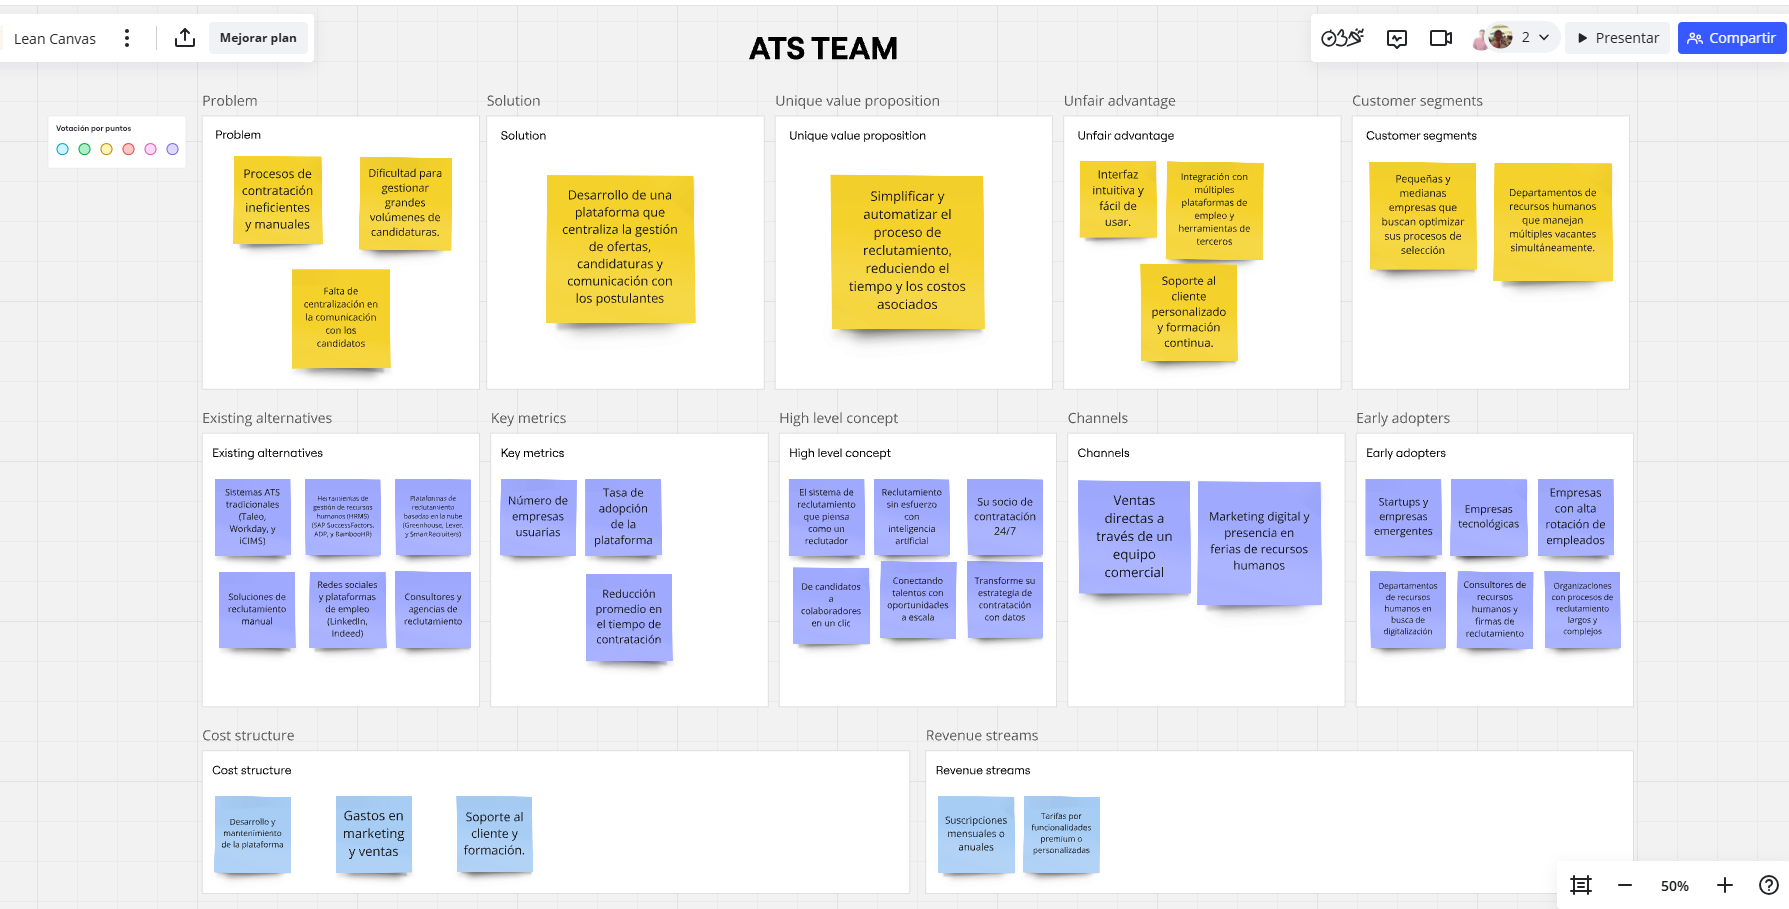 Lean Canvas
Mejorar plan
ATS TEAM
2
Presentar
Compartir
Votación por puntos
Problem
Problem
Procesos de
contratación
ineficientes
y manuales
Dificultad para
gestionar
grandes
volúmenes de
candidaturas.
Falta de
centralización en
la comunicación
con los
candidatos
Solution
Solution
Desarrollo de una
plataforma que
centraliza la gestión
de ofertas,
candidaturas y
comunicación con
los postulantes
Unique value proposition
Unique value proposition
Simplificar y
automatizar el
proceso de
reclutamiento,
reduciendo el
tiempo y los costos
asociados
Unfair advantage
Unfair advantage
Interfaz
intuitiva y
fácil de
usar.
Integración con
múltiples
plataformas de
empleo y
herramientas de
terceros
Soporte al
cliente
personalizado
y formación
continua.
Customer segments
Customer segments
Pequeñas y
medianas
empresas que
buscan optimizar
sus procesos de
selección
Departamentos de
recursos humanos
que manejan
múltiples vacantes
simultáneamente.
Existing alternatives
Existing alternatives
Sistemas ATS
tradicionales
(Taleo,
Workday, y
iCIMS)
Herramientas de
gestión de recursos
humanos (HRMS)
(SAP SuccessFactors,
ADP, y BambooHR)
Plataformas de
reclutamiento
basadas en la nube
(Greenhouse, Lever,
y SmartRecruiters)
Soluciones de
reclutamiento
manual
Redes sociales
y plataformas
de empleo
(LinkedIn,
Indeed)
Consultores y
agencias de
reclutamiento
Key metrics
Key metrics
Número de
empresas
usuarias
Tasa de
adopción
de la
plataforma
Reducción
promedio en
el tiempo de
contratación
High level concept
High level concept
El sistema de
reclutamiento
que piensa
como un
reclutador
Reclutamiento
sin esfuerzo
con
inteligencia
artificial
Su socio de
contratación
24/7
De candidatos
a
colaboradores
en un clic
Conectando
talentos con
oportunidades
a escala
Transforme su
estrategia de
contratación
con datos
Channels
Channels
Ventas
directas a
través de un
equipo
comercial
Marketing digital y
presencia en
ferias de recursos
humanos
Early adopters
Early adopters
Startups y
empresas
emergentes
Empresas
tecnológicas
Empresas
con alta
rotación de
empleados
Departamentos
de recursos
humanos en
busca de
digitalización
Consultores de
recursos
humanos y
firmas de
reclutamiento
Organizaciones
con procesos de
reclutamiento
largos y
complejos
Cost structure
Cost structure
Desarrollo y
mantenimiento
de la plataforma
Gastos en
marketing
y ventas
Soporte al
cliente y
formación.
Revenue streams
Revenue streams
Suscripciones
mensuales o
anuales
Tarifas por
funcionalidades
premium o
personalizadas
50%